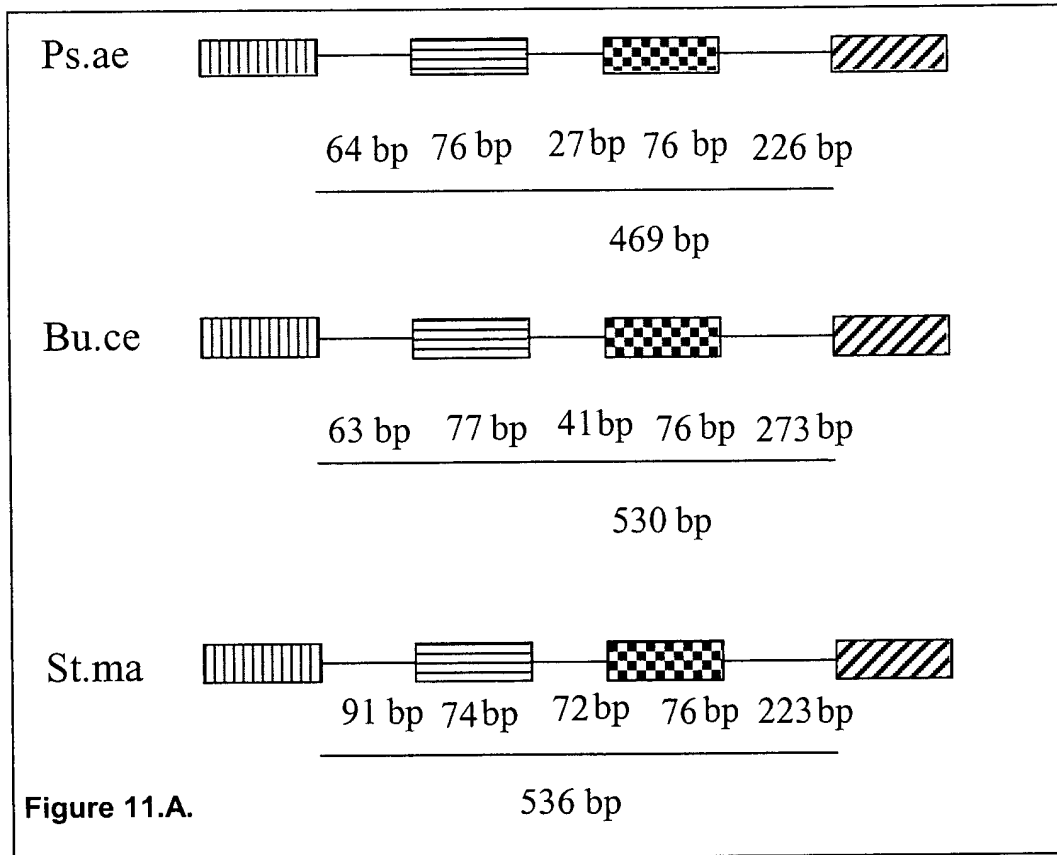 Ps.ae
64 bp 76 bp 27 bp 76 bp 226 bp
469 bp
Bu.ce
63 bp 77 bp 41 bp 76 bp 273 bp
530 bp
St.ma
91 bp 74 bp 72 bp 76 bp 223 bp
536 bp
Figure 11.A.